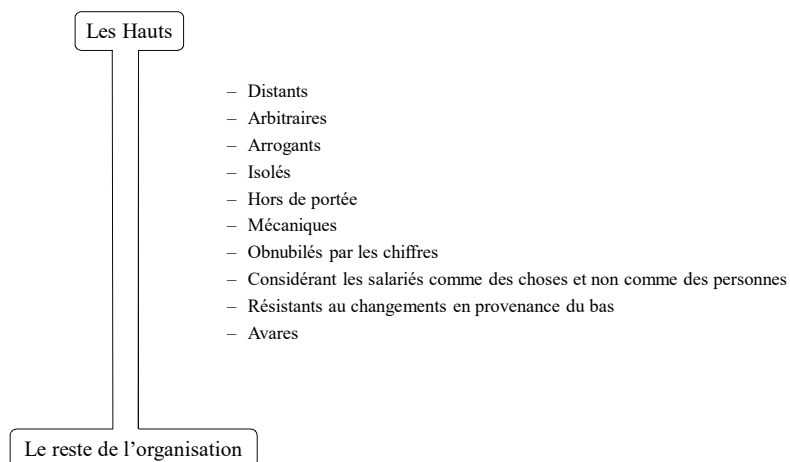 Les Hauts
– Distants
– Arbitraires
– Arrogants
– Isolés
– Hors de portée
– Mécaniques
– Obnubilés par les chiffres
– Considérant les salariés comme des choses et non comme des personnes
– Résistants au changements en provenance du bas
– Avares
Le reste de l’organisation